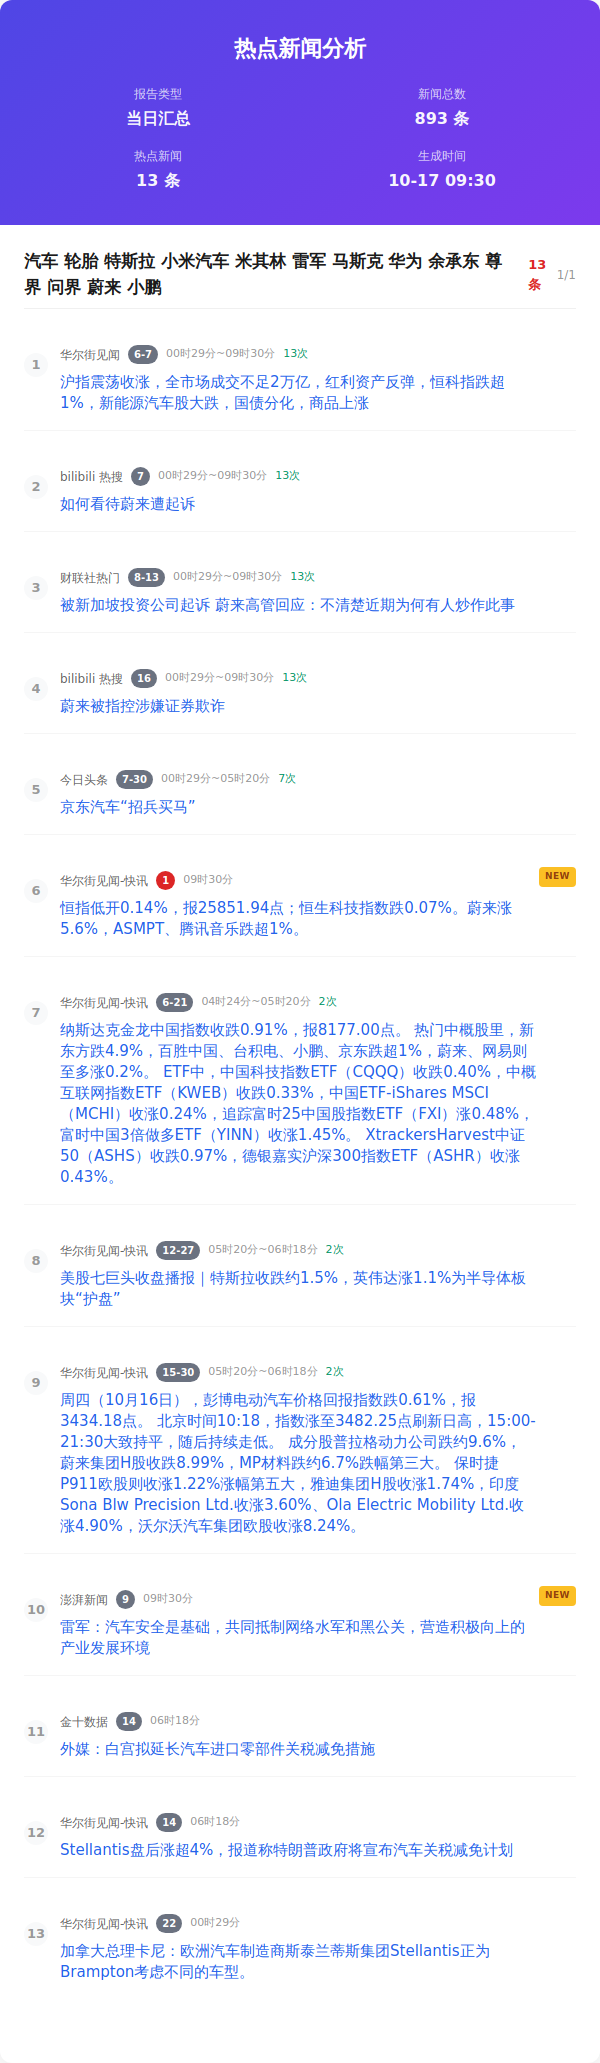 热点新闻分析
报告类型
当日汇总
新闻总数
893 条
热点新闻
13 条
生成时间
10-17 09:30
汽车 轮胎 特斯拉 小米汽车 米其林 雷军 马斯克 华为 余承东 尊
界 问界 蔚来 小鹏
13
条
1/1
1
华尔街见闻 6-7 00时29分~09时30分 13次
沪指震荡收涨，全市场成交不足2万亿，红利资产反弹，恒科指跌超
1%，新能源汽车股大跌，国债分化，商品上涨
2
bilibili 热搜 7 00时29分~09时30分 13次
如何看待蔚来遭起诉
3
财联社热门 8-13 00时29分~09时30分 13次
被新加坡投资公司起诉 蔚来高管回应：不清楚近期为何有人炒作此事
4
bilibili 热搜 16 00时29分~09时30分 13次
蔚来被指控涉嫌证券欺诈
5
今日头条 7-30 00时29分~05时20分 7次
京东汽车“招兵买马”
6
华尔街见闻-快讯 1 09时30分
NEW
恒指低开0.14%，报25851.94点；恒生科技指数跌0.07%。蔚来涨
5.6%，ASMPT、腾讯音乐跌超1%。
7
华尔街见闻-快讯 6-21 04时24分~05时20分 2次
纳斯达克金龙中国指数收跌0.91%，报8177.00点。 热门中概股里，新
东方跌4.9%，百胜中国、台积电、小鹏、京东跌超1%，蔚来、网易则
至多涨0.2%。 ETF中，中国科技指数ETF（CQQQ）收跌0.40%，中概
互联网指数ETF（KWEB）收跌0.33%，中国ETF-iShares MSCI
（MCHI）收涨0.24%，追踪富时25中国股指数ETF（FXI）涨0.48%，
富时中国3倍做多ETF（YINN）收涨1.45%。 XtrackersHarvest中证
50（ASHS）收跌0.97%，德银嘉实沪深300指数ETF（ASHR）收涨
0.43%。
8
华尔街见闻-快讯 12-27 05时20分~06时18分 2次
美股七巨头收盘播报｜特斯拉收跌约1.5%，英伟达涨1.1%为半导体板
块“护盘”
9
华尔街见闻-快讯 15-30 05时20分~06时18分 2次
周四（10月16日），彭博电动汽车价格回报指数跌0.61%，报
3434.18点。 北京时间10:18，指数涨至3482.25点刷新日高，15:00-
21:30大致持平，随后持续走低。 成分股普拉格动力公司跌约9.6%，
蔚来集团H股收跌8.99%，MP材料跌约6.7%跌幅第三大。 保时捷
P911欧股则收涨1.22%涨幅第五大，雅迪集团H股收涨1.74%，印度
Sona Blw Precision Ltd.收涨3.60%、Ola Electric Mobility Ltd.收
涨4.90%，沃尔沃汽车集团欧股收涨8.24%。
10
澎湃新闻 9 09时30分
NEW
雷军：汽车安全是基础，共同抵制网络水军和黑公关，营造积极向上的
产业发展环境
11
金十数据 14 06时18分
外媒：白宫拟延长汽车进口零部件关税减免措施
12
华尔街见闻-快讯 14 06时18分
Stellantis盘后涨超4%，报道称特朗普政府将宣布汽车关税减免计划
13
华尔街见闻-快讯 22 00时29分
加拿大总理卡尼：欧洲汽车制造商斯泰兰蒂斯集团Stellantis正为
Brampton考虑不同的车型。